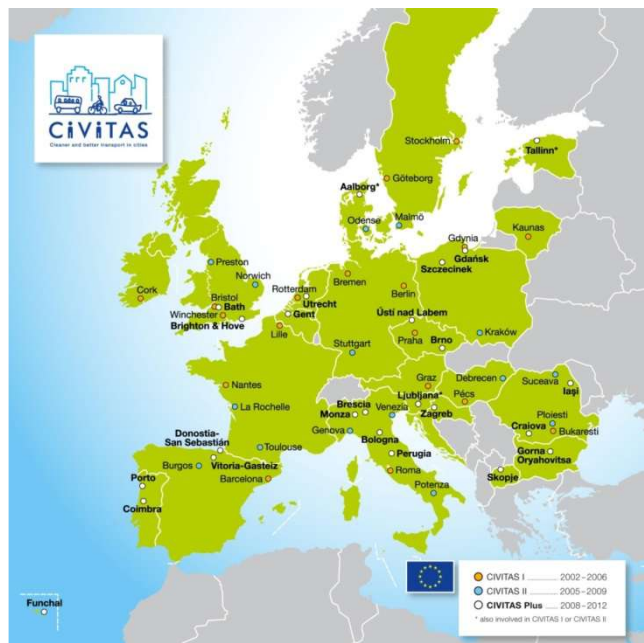 CiViTAS
Cleaner and better transport in cities
Stockholm
Tallinn*
Göteborg
Aalborg*
Odense
Malmö
Kaunas
Gdynia
Gdańsk
Szczecinek
Preston
Norwich
Cork
Bristol
Bath
Winchester
Brighton & Hove
Rotterdam
Utrecht
Gent
Lille
Bremen
Berlin
Ústí nad Labem
Praha
Brno
Kraków
Stuttgart
Nantes
La Rochelle
Graz
Debrecen
Suceava
Iaşi
Ljubljana*
Pécs
Zagreb
Brescia
Monza
Venezia
Ploiesti
Craiova
Bukaresti
Genova
Bologna
Gorna
Oryahovitsa
Donostia-
San Sebastián
Toulouse
Burgos
Vitoria-Gasteiz
Perugia
Roma
Skopje
Porto
Barcelona
Potenza
Coimbra
Funchal
CIVITAS I ........... 2002–2006
CIVITAS II .......... 2005–2009
CIVITAS Plus ....... 2008–2012
* also involved in CIVITAS I or CIVITAS II